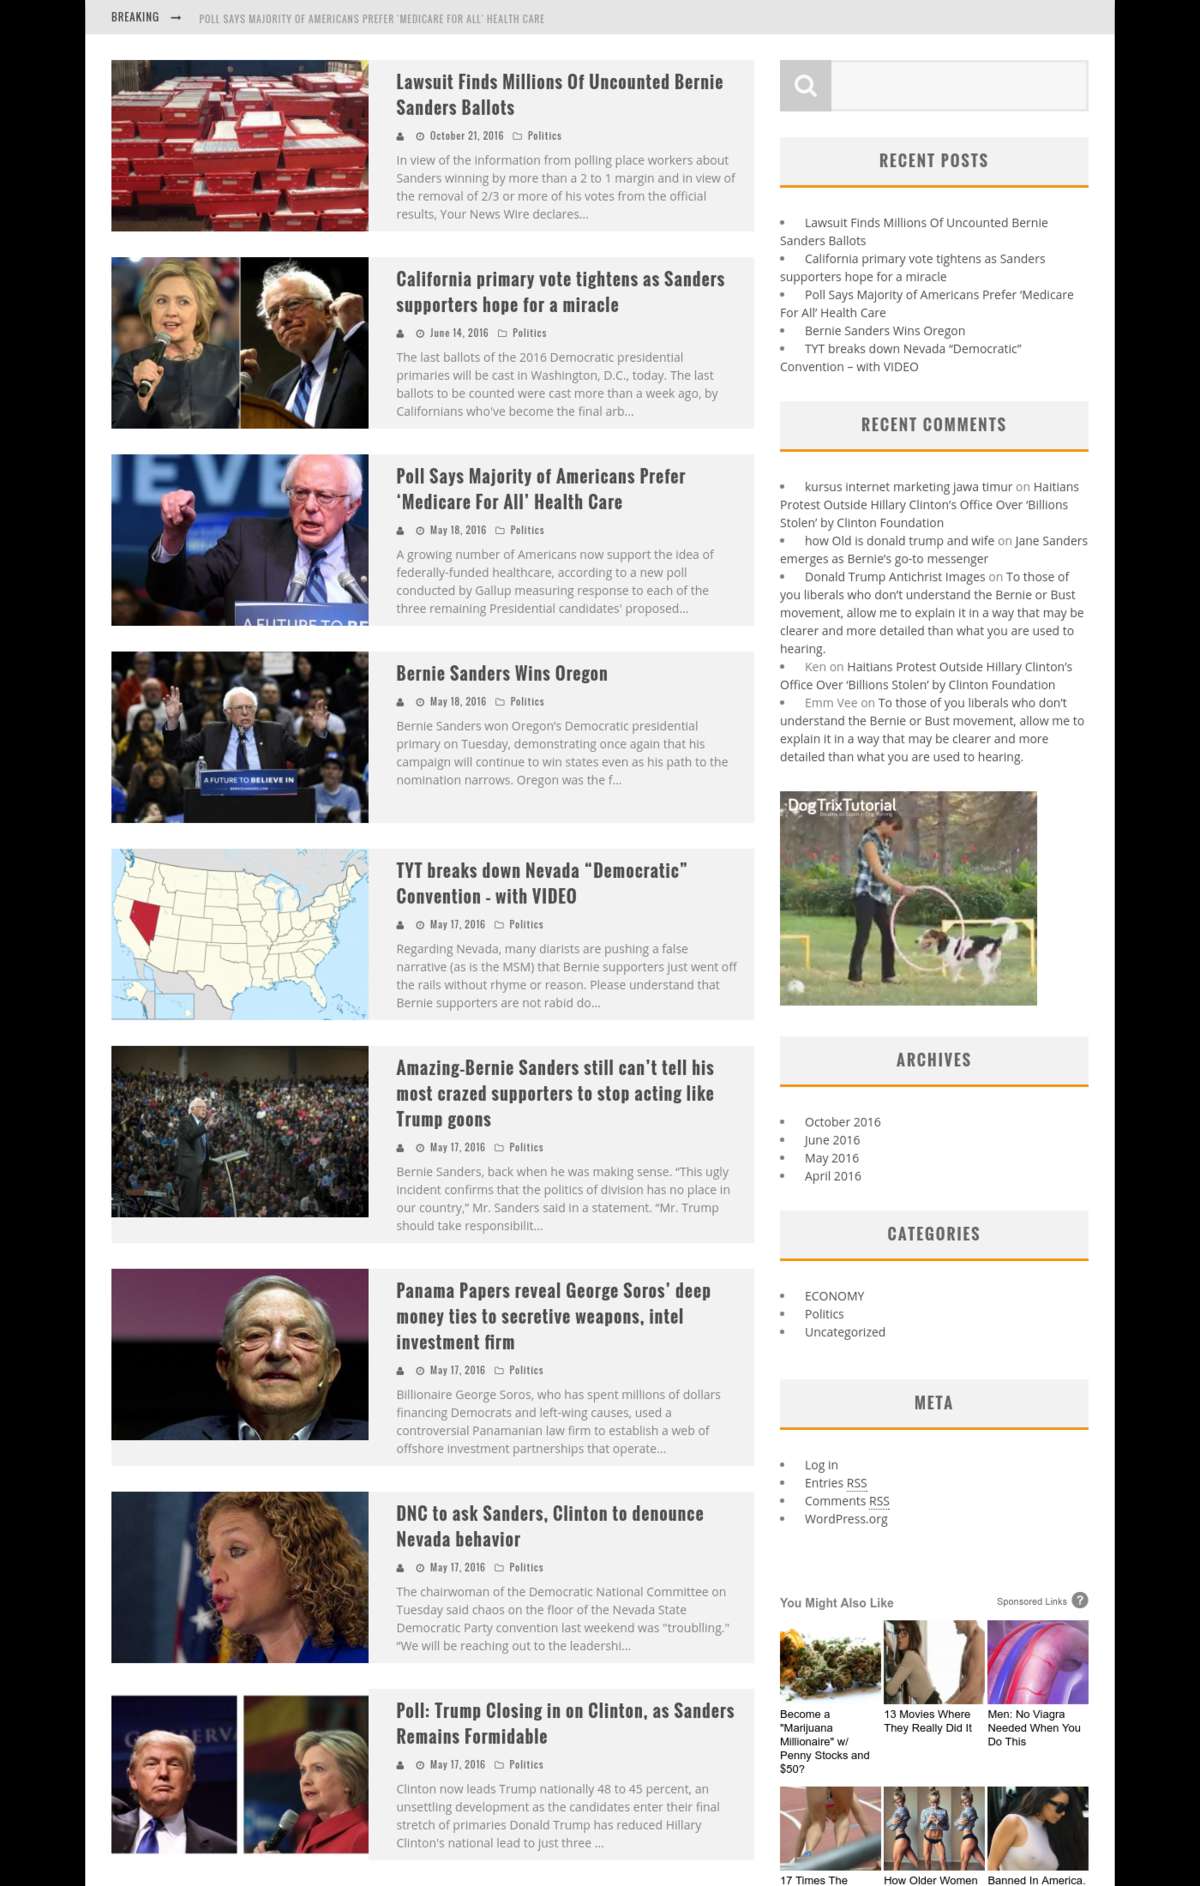 BREAKING
POLL SAYS MAJORITY OF AMERICANS PREFER 'MEDICARE FOR ALL' HEALTH CARE
Lawsuit Finds Millions Of Uncounted Bernie
Sanders Ballots
October 21, 2016 Politics
In view of the information from polling place workers about
Sanders winning by more than a 2 to 1 margin and in view of
the removal of 2/3 or more of his votes from the official
results, Your News Wire declares...
California primary vote tightens as Sanders
supporters hope for a miracle
June 14, 2016 Politics
The last ballots of the 2016 Democratic presidential
primaries will be cast in Washington, D.C., today. The last
ballots to be counted were cast more than a week ago, by
Californians who've become the final arb...
Poll Says Majority of Americans Prefer
‘Medicare For All’ Health Care
May 18, 2016 Politics
A growing number of Americans now support the idea of
federally-funded healthcare, according to a new poll
conducted by Gallup measuring response to each of the
three remaining Presidential candidates' proposed...
IEVE
A FUTURE TO BE
Bernie Sanders Wins Oregon
May 18, 2016 Politics
Bernie Sanders won Oregon’s Democratic presidential
primary on Tuesday, demonstrating once again that his
campaign will continue to win states even as his path to the
nomination narrows. Oregon was the f...
A FUTURE TO BELIEVE IN
TYT breaks down Nevada “Democratic”
Convention - with VIDEO
May 17, 2016 Politics
Regarding Nevada, many diarists are pushing a false
narrative (as is the MSM) that Bernie supporters just went off
the rails without rhyme or reason. Please understand that
Bernie supporters are not rabid do...
Amazing-Bernie Sanders still can’t tell his
most crazed supporters to stop acting like
Trump goons
May 17, 2016 Politics
Bernie Sanders, back when he was making sense. “This ugly
incident confirms that the politics of division has no place in
our country,” Mr. Sanders said in a statement. “Mr. Trump
should take responsibilit...
Panama Papers reveal George Soros’ deep
money ties to secretive weapons, intel
investment firm
May 17, 2016 Politics
Billionaire George Soros, who has spent millions of dollars
financing Democrats and left-wing causes, used a
controversial Panamanian law firm to establish a web of
offshore investment partnerships that operate...
DNC to ask Sanders, Clinton to denounce
Nevada behavior
May 17, 2016 Politics
The chairwoman of the Democratic National Committee on
Tuesday said chaos on the floor of the Nevada State
Democratic Party convention last weekend was "troublling."
“We will be reaching out to the leadershi...
Poll: Trump Closing in on Clinton, as Sanders
Remains Formidable
May 17, 2016 Politics
Clinton now leads Trump nationally 48 to 45 percent, an
unsettling development as the candidates enter their final
stretch of primaries Donald Trump has reduced Hillary
Clinton's national lead to just three ...
RECENT POSTS
Lawsuit Finds Millions Of Uncounted Bernie
Sanders Ballots
California primary vote tightens as Sanders
supporters hope for a miracle
Poll Says Majority of Americans Prefer ‘Medicare
For All’ Health Care
Bernie Sanders Wins Oregon
TYT breaks down Nevada “Democratic”
Convention – with VIDEO
RECENT COMMENTS
kursus internet marketing jawa timur on Haitians
Protest Outside Hillary Clinton’s Office Over ‘Billions
Stolen’ by Clinton Foundation
how Old is donald trump and wife on Jane Sanders
emerges as Bernie’s go-to messenger
Donald Trump Antichrist Images on To those of
you liberals who don’t understand the Bernie or Bust
movement, allow me to explain it in a way that may be
clearer and more detailed than what you are used to
hearing.
Ken on Haitians Protest Outside Hillary Clinton’s
Office Over ‘Billions Stolen’ by Clinton Foundation
Emm Vee on To those of you liberals who don’t
understand the Bernie or Bust movement, allow me to
explain it in a way that may be clearer and more
detailed than what you are used to hearing.
DogTrixTutorial
ARCHIVES
October 2016
June 2016
May 2016
April 2016
CATEGORIES
ECONOMY
Politics
Uncategorized
META
Log in
Entries RSS
Comments RSS
WordPress.org
You Might Also Like
Sponsored Links ?
Become a
"Marijuana
Millionaire" w/
Penny Stocks and
$50?
13 Movies Where
They Really Did It
Men: No Viagra
Needed When You
Do This
17 Times The
How Older Women
Banned In America.